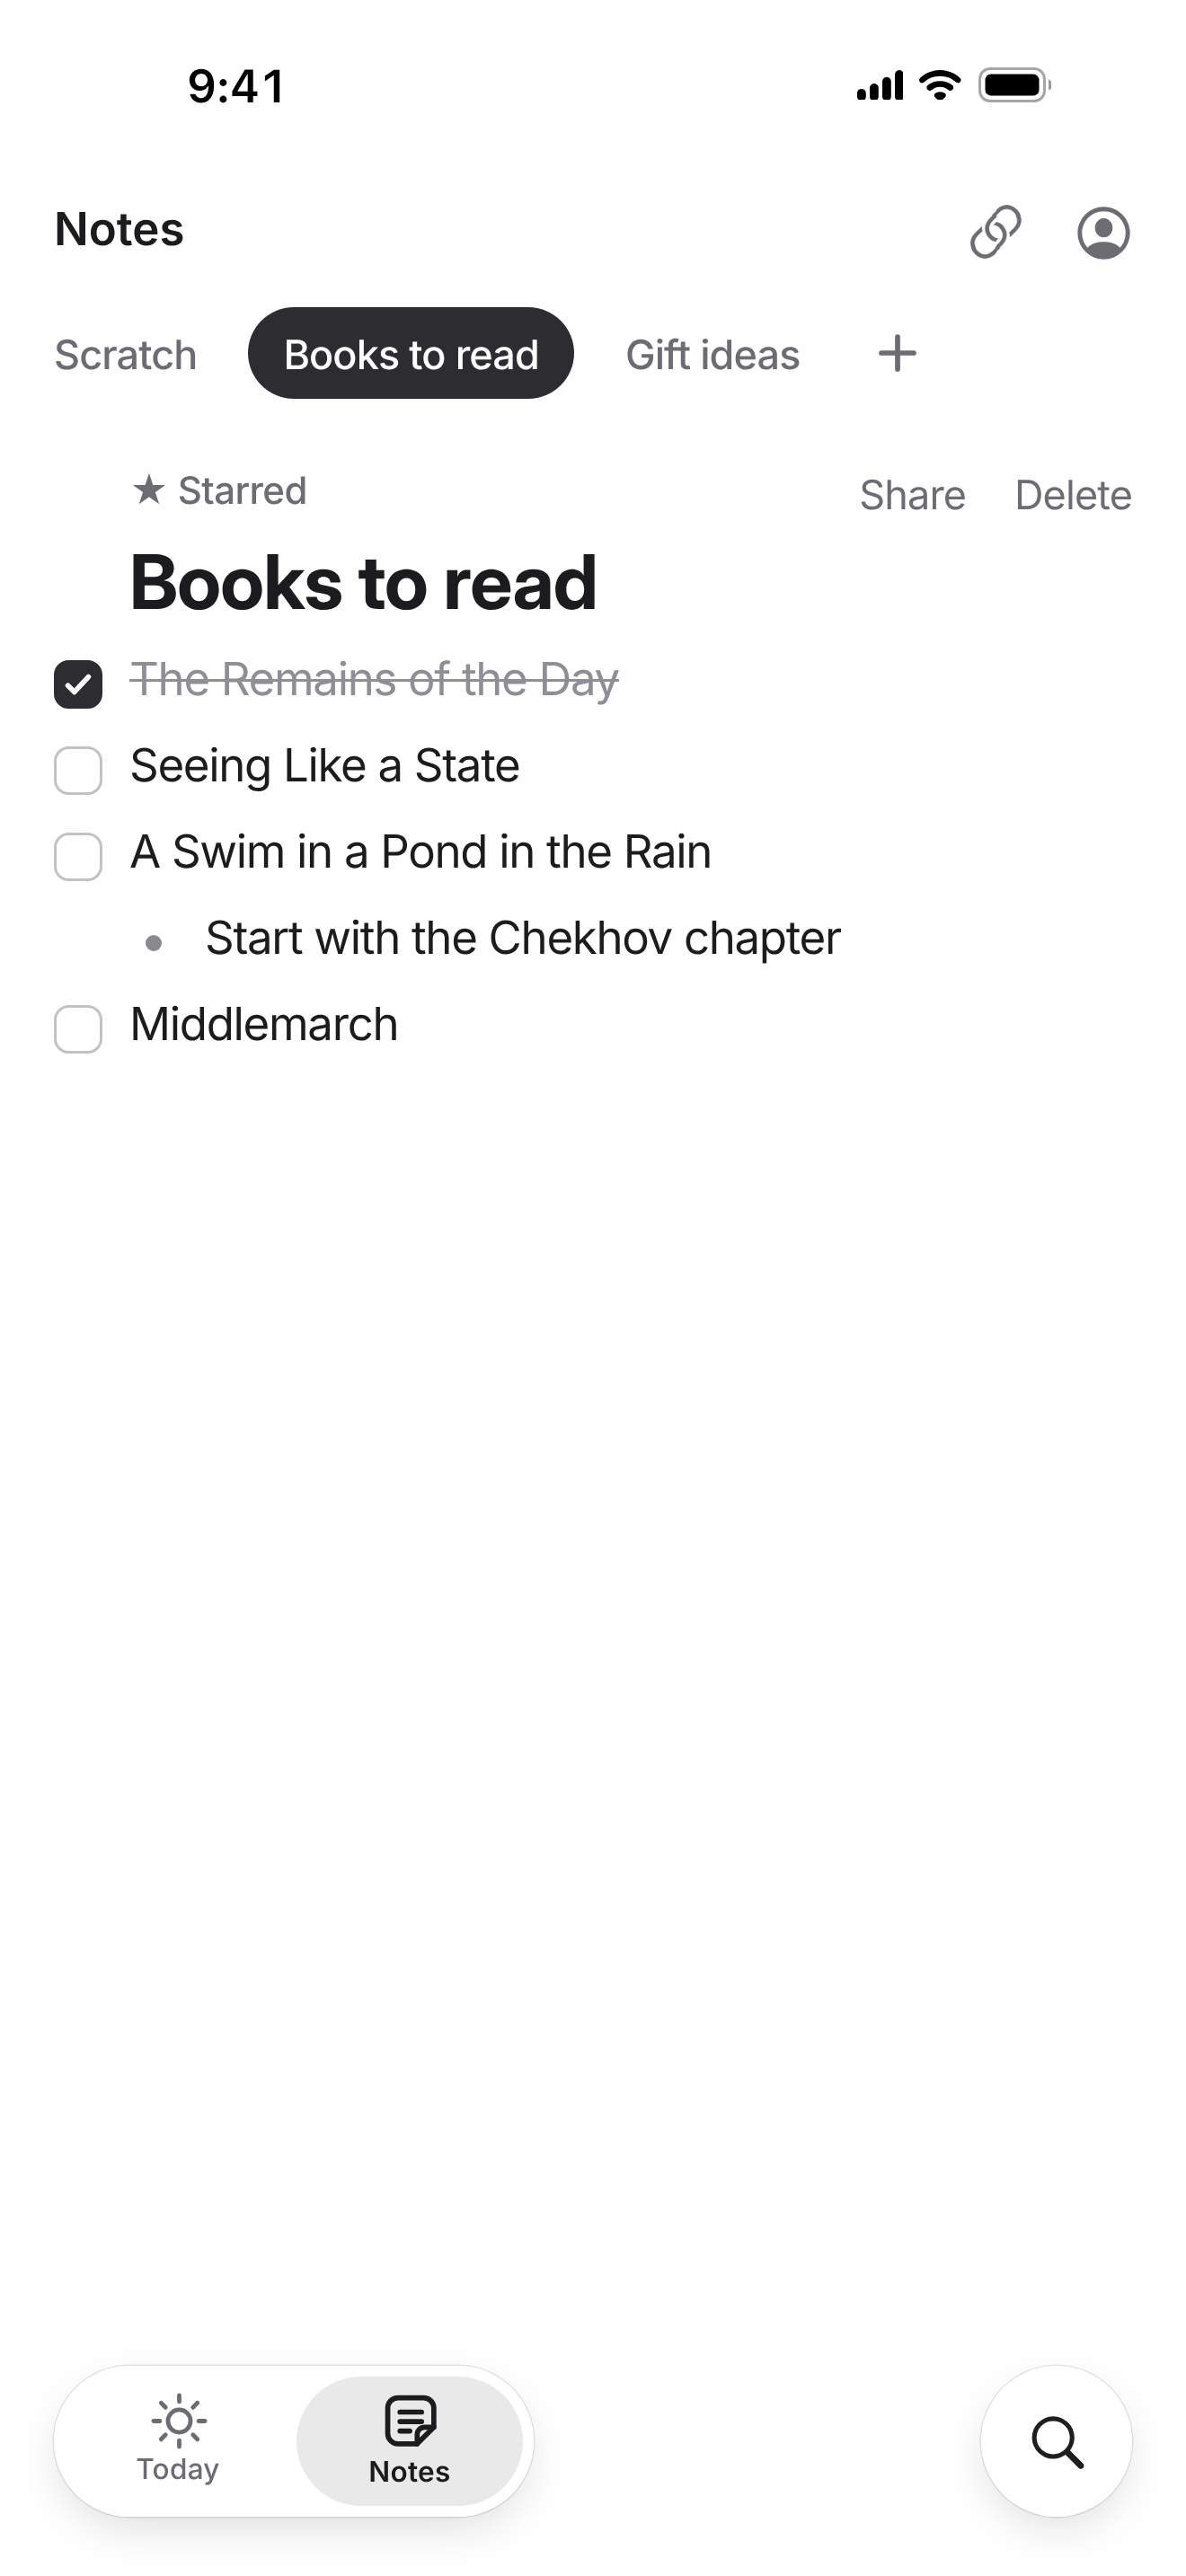 9:41
Notes
Scratch Books to read Gift ideas +
★ Starred Share Delete
Books to read
The Remains of the Day
Seeing Like a State
A Swim in a Pond in the Rain
• Start with the Chekhov chapter
Middlemarch
Today Notes